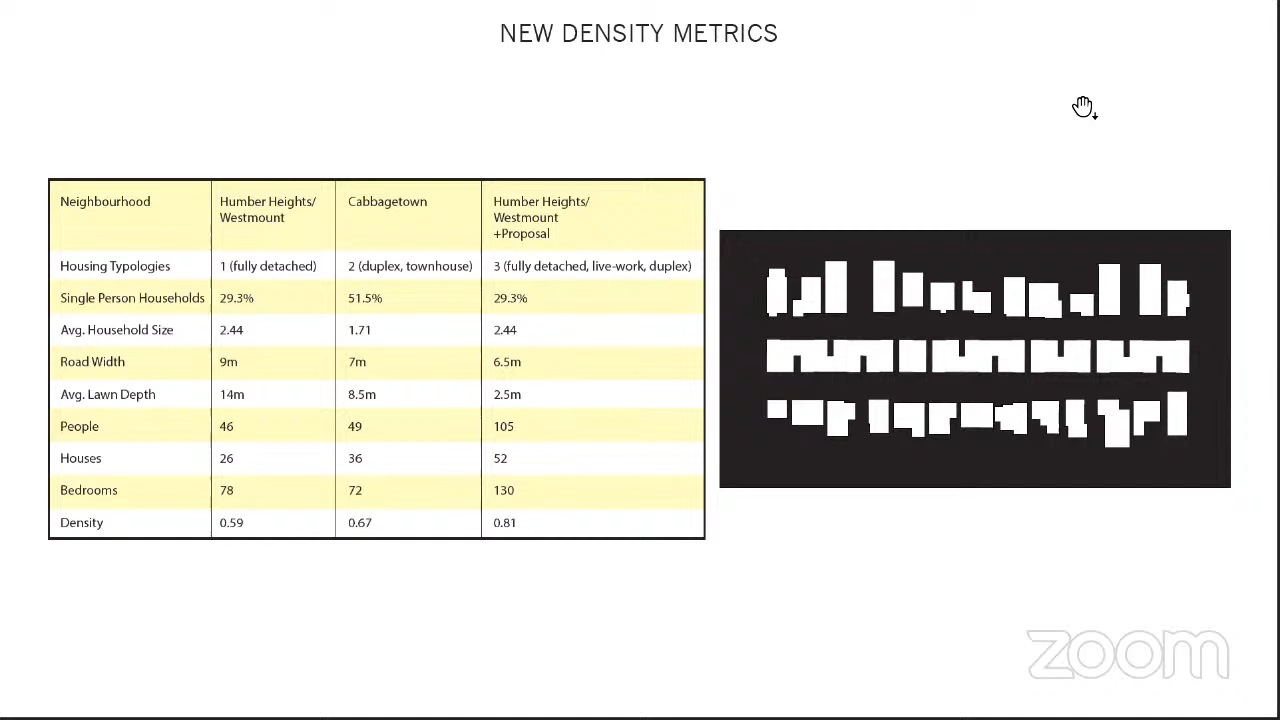 NEW DENSITY METRICS
Neighbourhood
Humber Heights/
Westmount
Cabbagetown
Humber Heights/
Westmount
+Proposal
Housing Typologies 1 (fully detached) 2 (duplex, townhouse) 3 (fully detached, live-work, duplex)
Single Person Households 29.3% 51.5% 29.3%
Avg. Household Size 2.44 1.71 2.44
Road Width 9m 7m 6.5m
Avg. Lawn Depth 14m 8.5m 2.5m
People 46 49 105
Houses 26 36 52
Bedrooms 78 72 130
Density 0.59 0.67 0.81
zoom